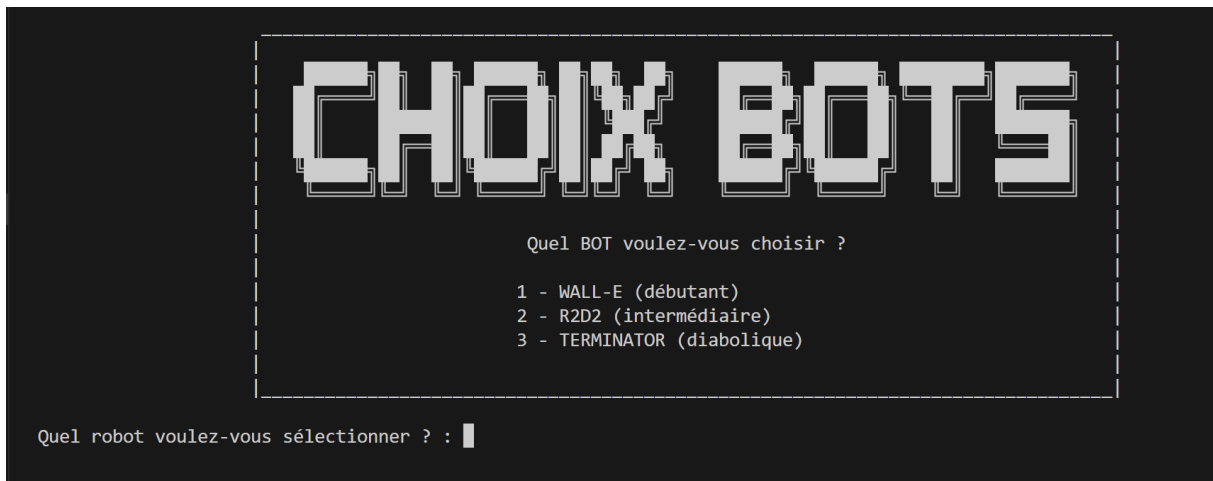 CHOIX BOTS
Quel BOT voulez-vous choisir ?
1 - WALL-E (débutant)
2 - R2D2 (intermédiaire)
3 - TERMINATOR (diabolique)
Quel robot voulez-vous sélectionner ? :